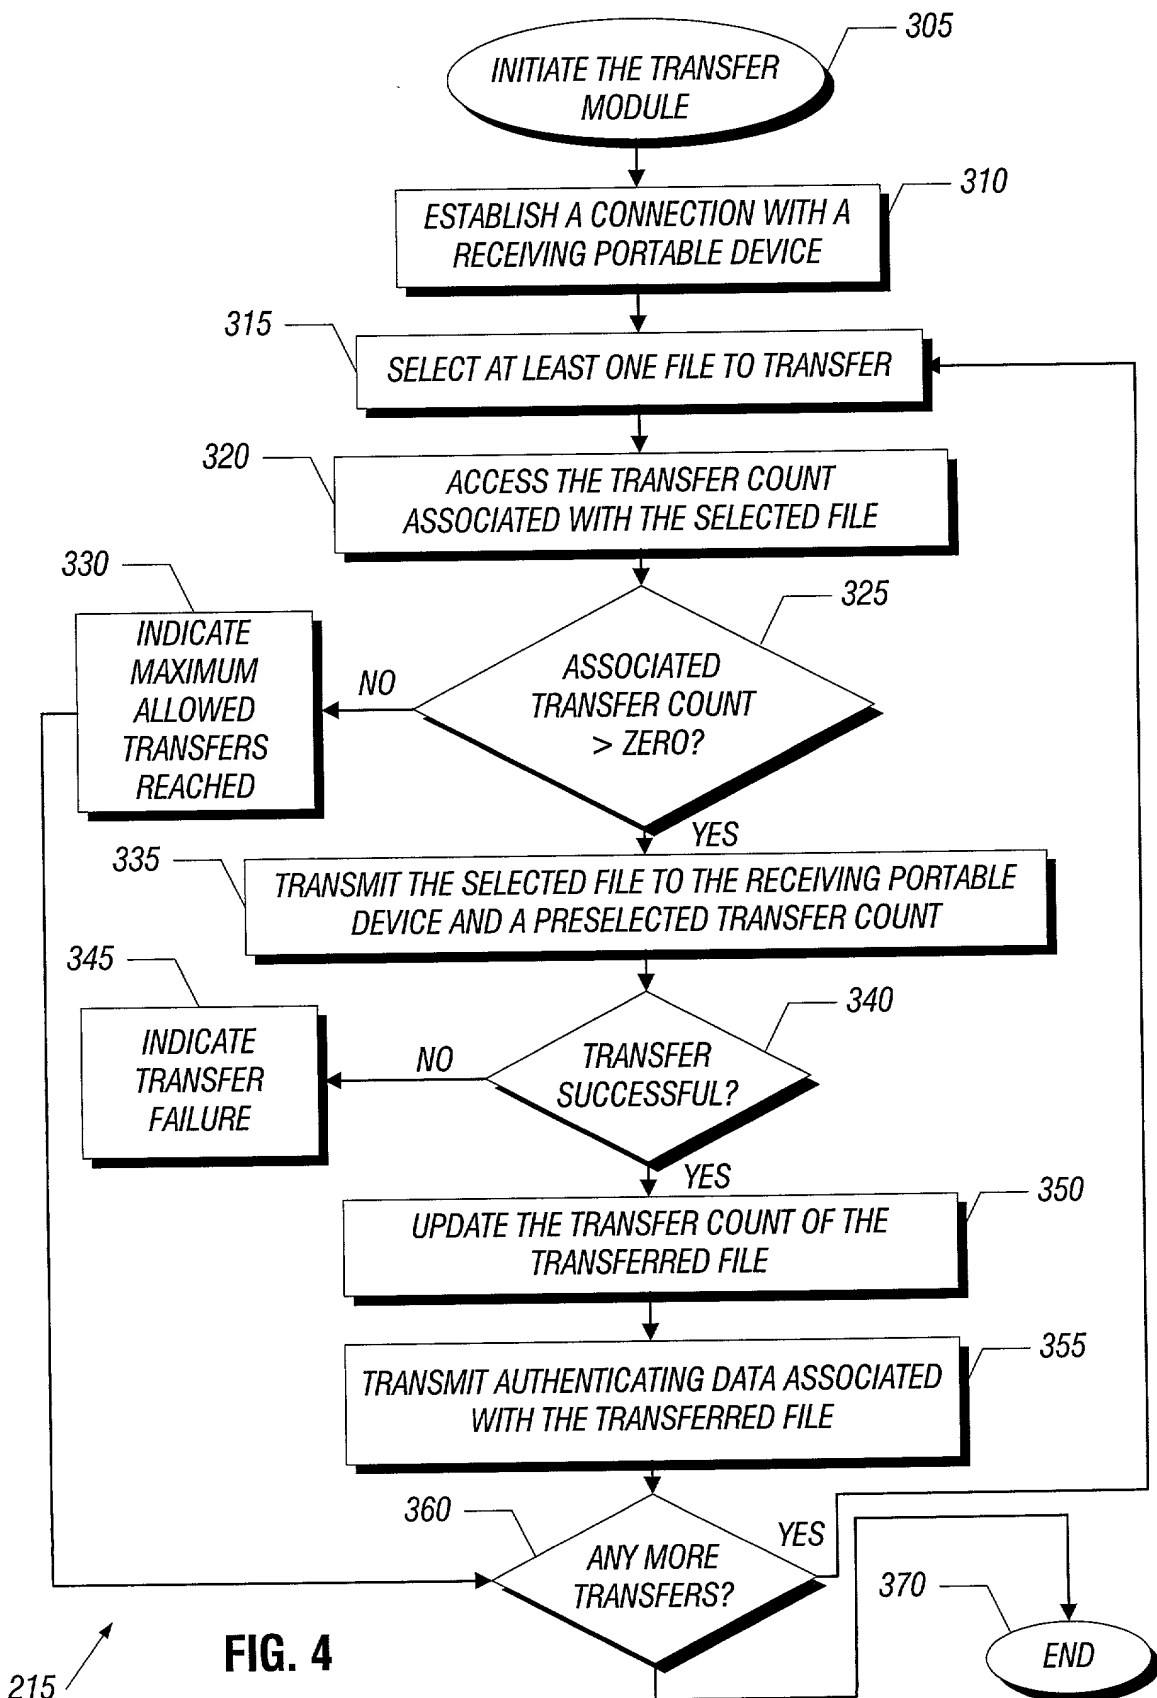 305
INITIATE THE TRANSFER
MODULE
310
ESTABLISH A CONNECTION WITH A
RECEIVING PORTABLE DEVICE
315
SELECT AT LEAST ONE FILE TO TRANSFER
320
ACCESS THE TRANSFER COUNT
ASSOCIATED WITH THE SELECTED FILE
330
325
INDICATE
MAXIMUM
ALLOWED
TRANSFERS
REACHED
NO
ASSOCIATED
TRANSFER COUNT
> ZERO?
YES
335
TRANSMIT THE SELECTED FILE TO THE RECEIVING PORTABLE
DEVICE AND A PRESELECTED TRANSFER COUNT
345
340
INDICATE
TRANSFER
FAILURE
NO
TRANSFER
SUCCESSFUL?
YES
350
UPDATE THE TRANSFER COUNT OF THE
TRANSFERRED FILE
355
TRANSMIT AUTHENTICATING DATA ASSOCIATED
WITH THE TRANSFERRED FILE
360
YES
ANY MORE
TRANSFERS?
370
END
FIG. 4
215